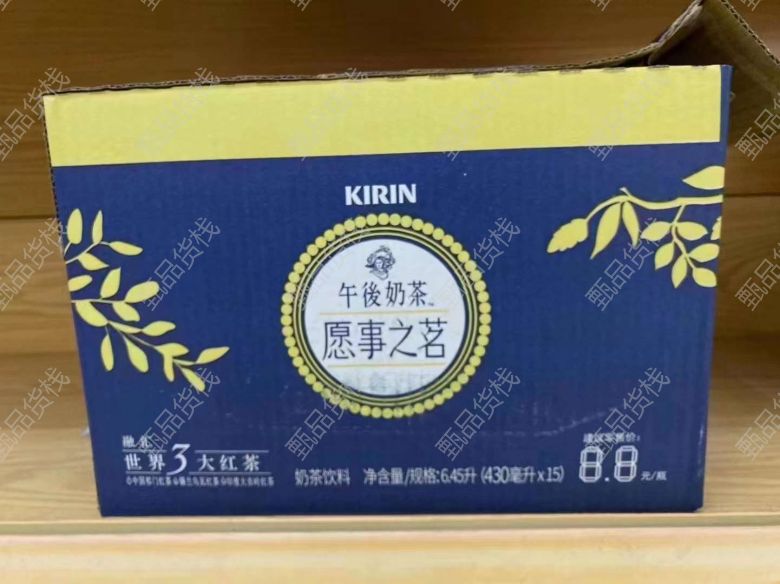 KIRIN
午後奶茶
愿事之茗
融汇
世界3大红茶
奶茶饮料 净含量/规格:6.45升(430毫升x15)
建议零售价:
8.8元/瓶
甄品货栈